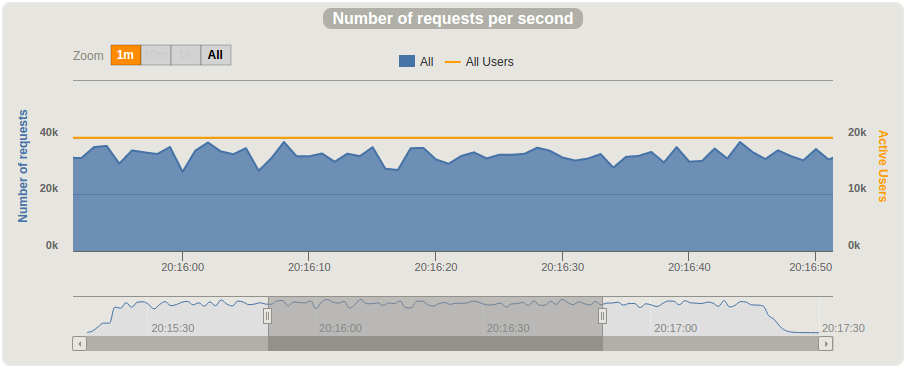 Number of requests per second
Zoom 1m 10m 1h All
All All Users
Number of requests
40k
20k
0k
20k
10k
0k
Active Users
20:16:00 20:16:10 20:16:20 20:16:30 20:16:40 20:16:50
20:15:30 20:16:00 20:16:30 20:17:00 20:17:30